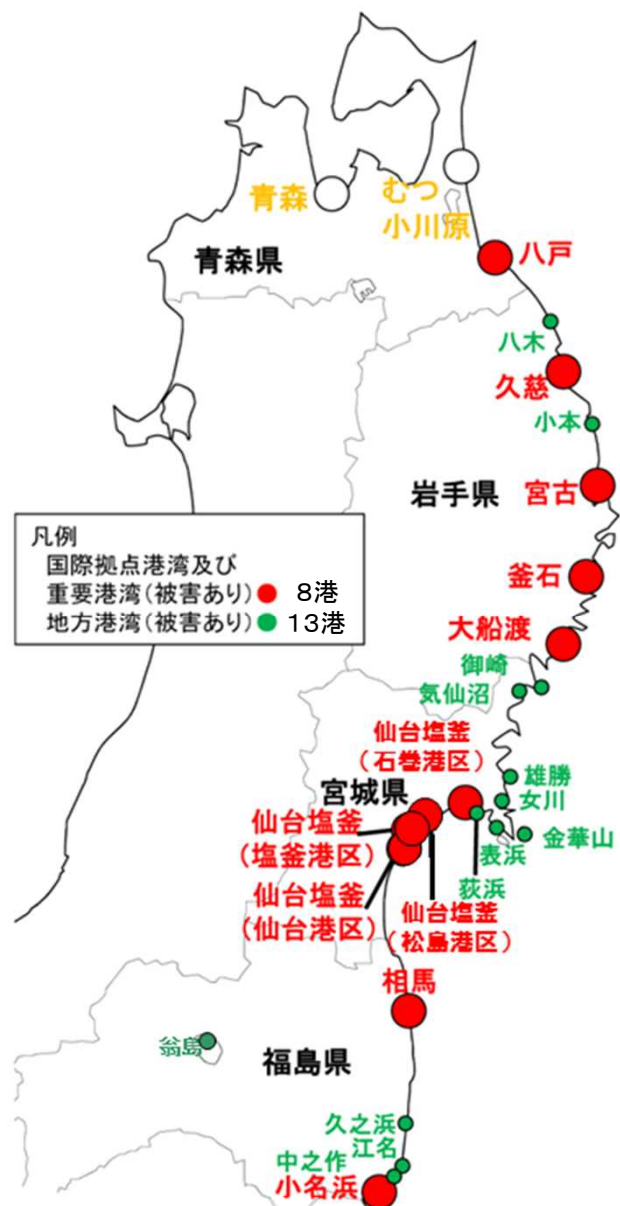 青森
むつ
小川原
青森県
八戸
八木
久慈
小本
岩手県
宮古
凡例
国際拠点港湾及び
重要港湾(被害あり) 8港
地方港湾(被害あり) 13港
釜石
大船渡
御崎
気仙沼
仙台塩釜
(石巻港区)
雄勝
宮城県
女川
仙台塩釜
(塩釜港区)
金華山
表浜
荻浜
仙台塩釜
(仙台港区)
仙台塩釜
(松島港区)
相馬
翁島
福島県
久之浜
江名
中之作
小名浜